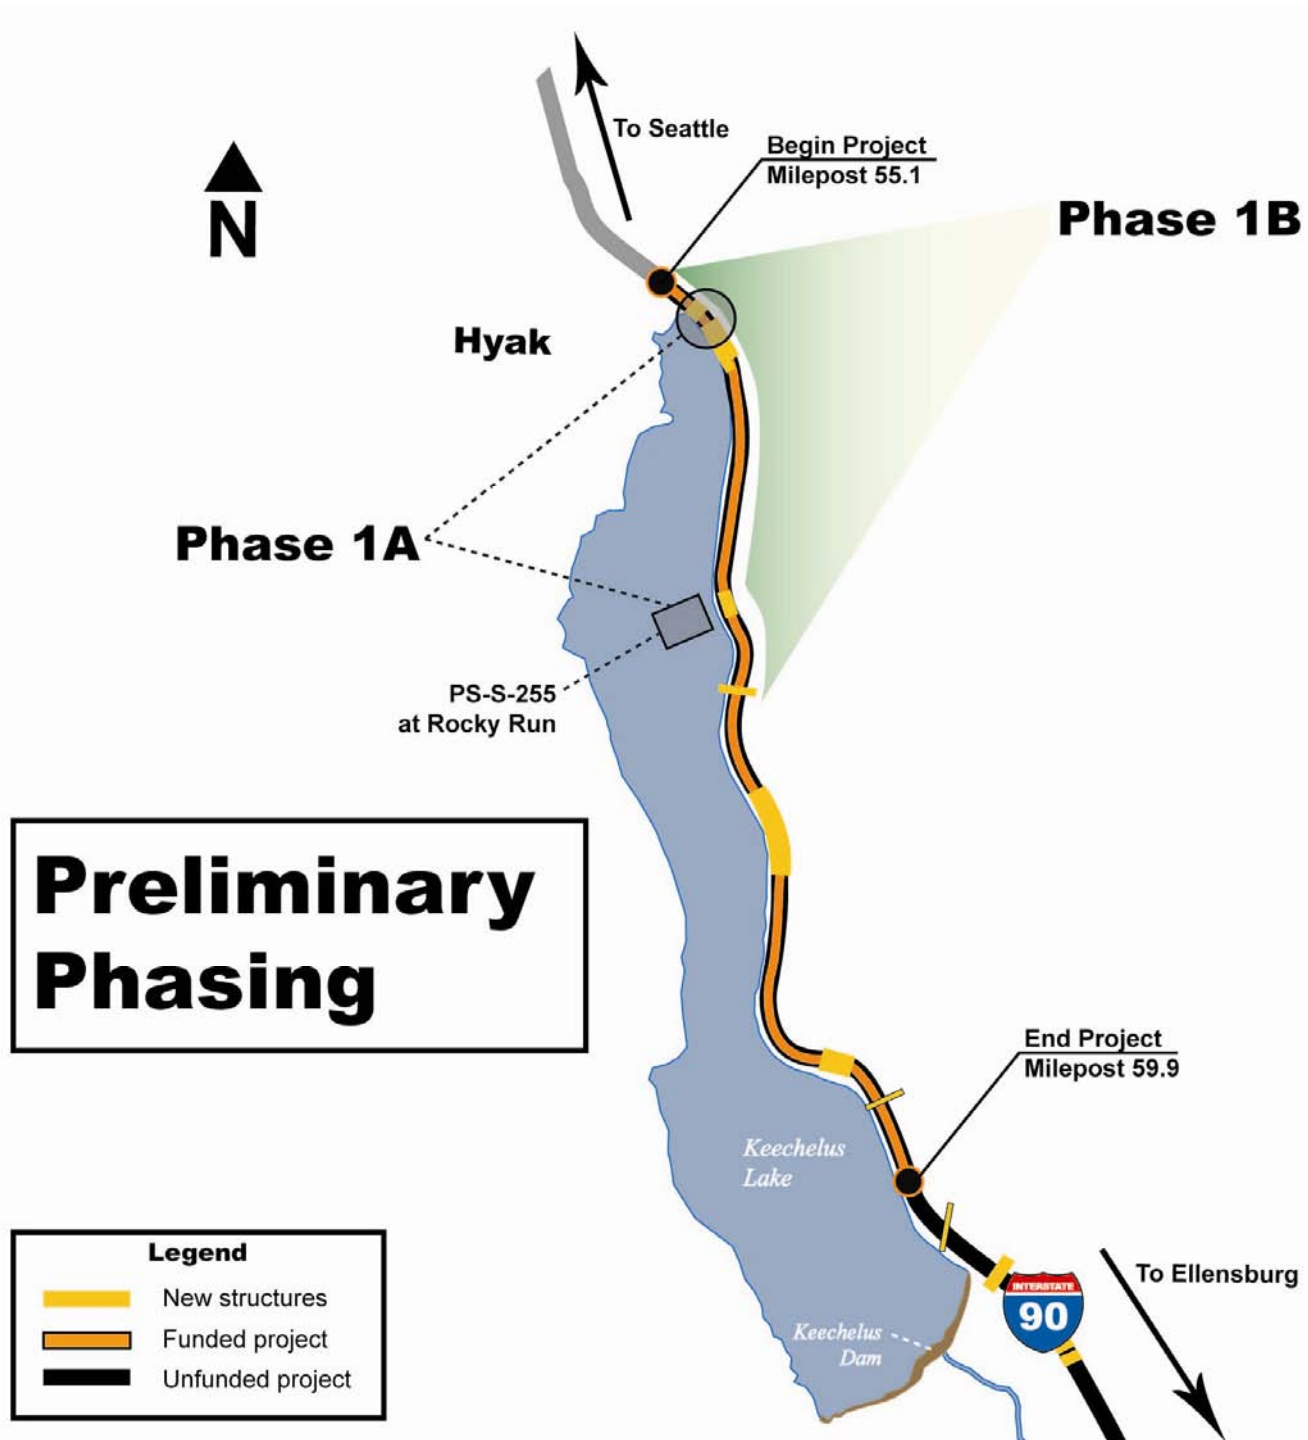 To Seattle
Begin Project
Milepost 55.1
Phase 1B
N
Hyak
Phase 1A
PS-S-255
at Rocky Run
Preliminary
Phasing
End Project
Milepost 59.9
Keechelus
Lake
Legend
New structures
Funded project
Unfunded project
To Ellensburg
INTERSTATE
90
Keechelus
Dam